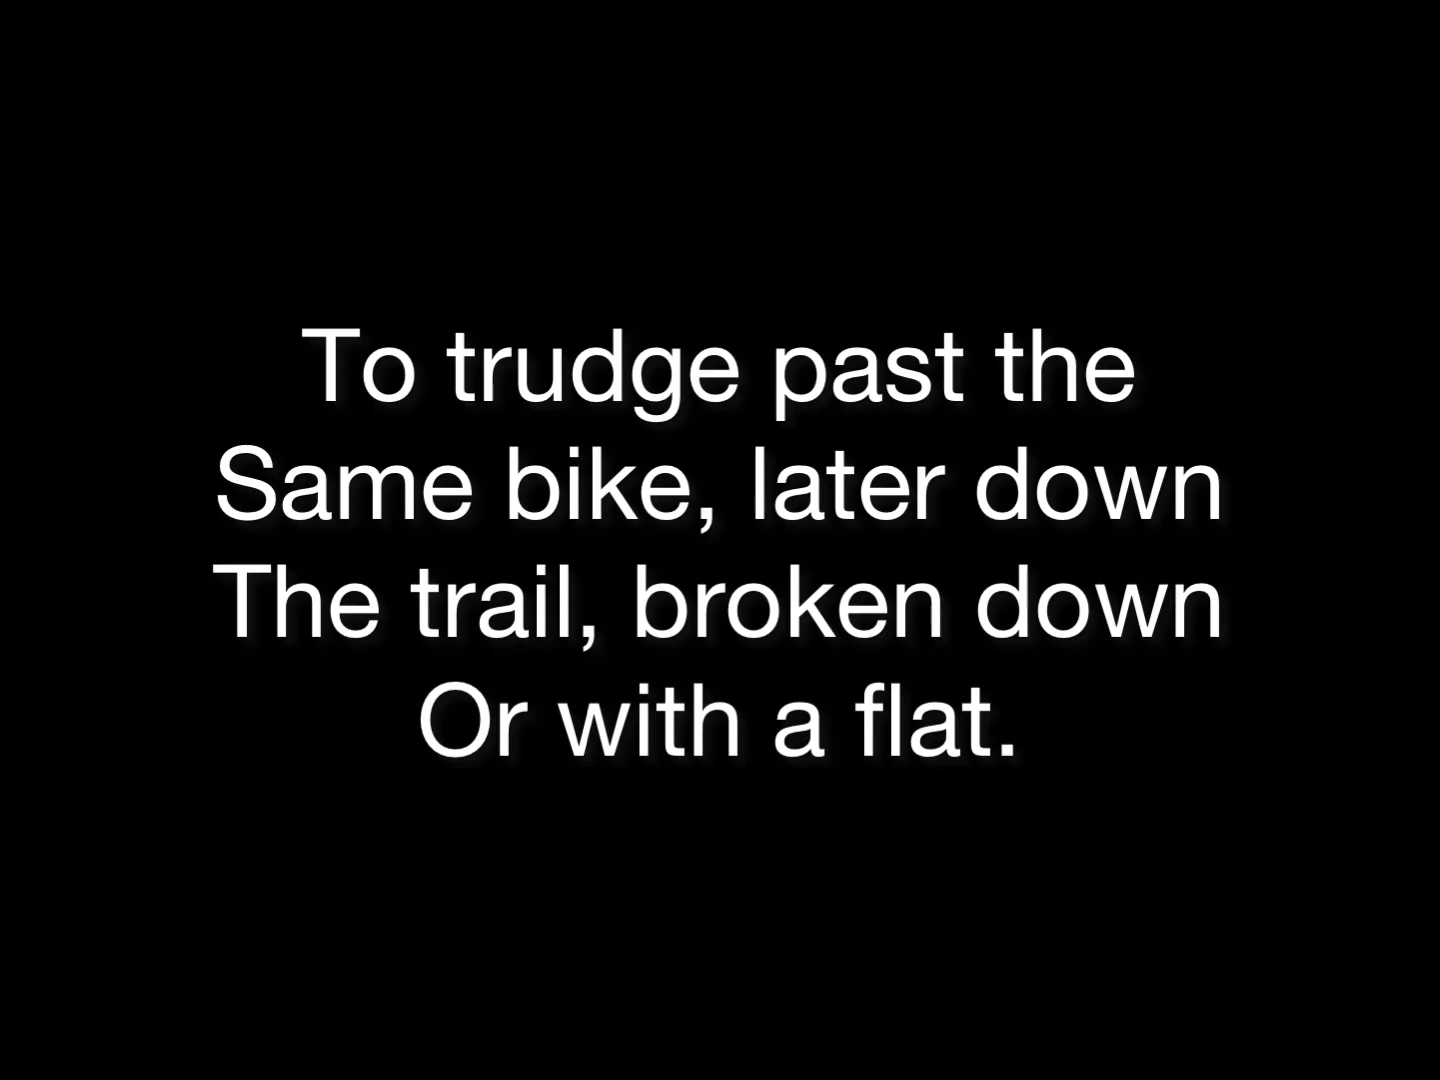 To trudge past the
Same bike, later down
The trail, broken down
Or with a flat.